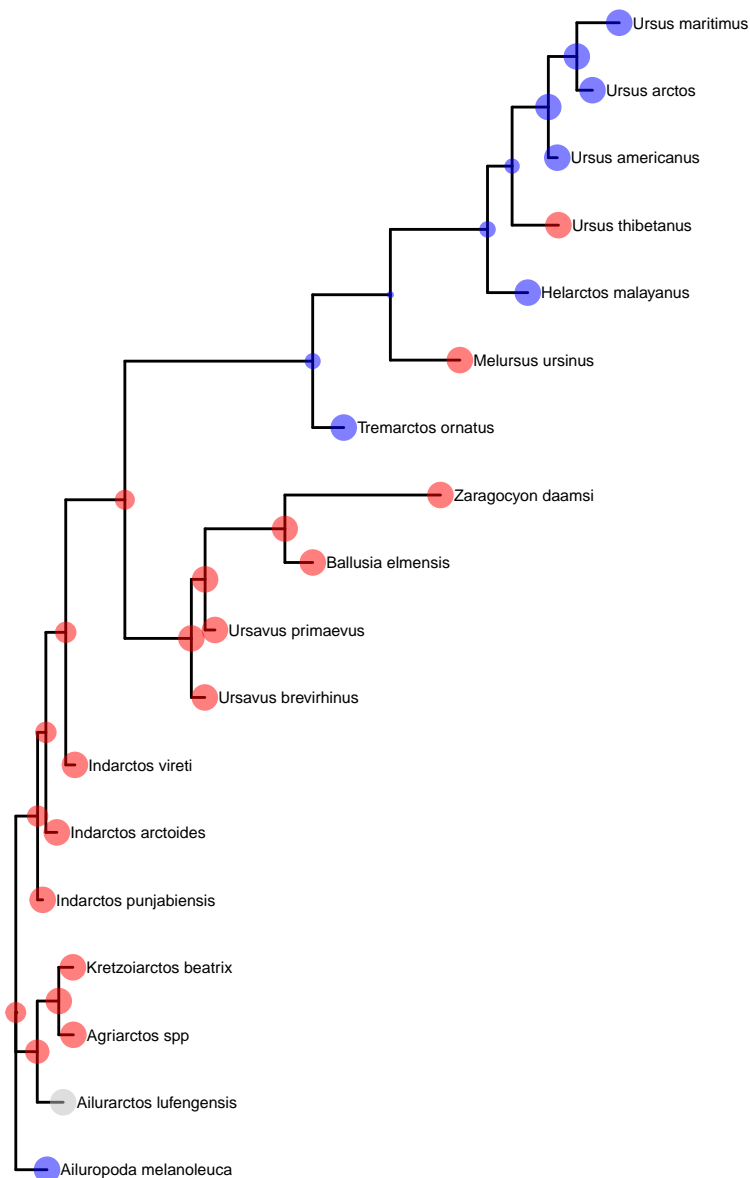 Ursus maritimus
Ursus arctos
Ursus americanus
Ursus thibetanus
Helarctos malayanus
Melursus ursinus
Tremarctos ornatus
Zaragocyon daamsi
Ballusia elmensis
Ursavus primaevus
Ursavus brevirhinus
Indarctos vireti
Indarctos arctoides
Indarctos punjabiensis
Kretzoiarctos beatrix
Agriarctos spp
Ailurarctos lufengensis
Ailuropoda melanoleuca